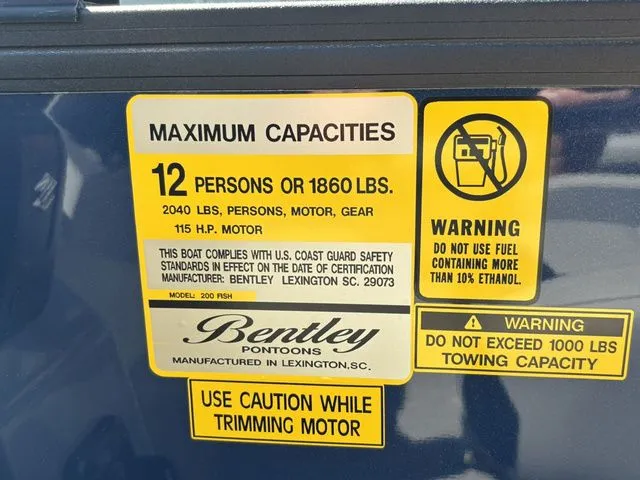 MAXIMUM CAPACITIES
12 PERSONS OR 1860 LBS.
2040 LBS, PERSONS, MOTOR, GEAR
115 H.P. MOTOR
THIS BOAT COMPLIES WITH U.S. COAST GUARD SAFETY
STANDARDS IN EFFECT ON THE DATE OF CERTIFICATION
MANUFACTURER: BENTLEY LEXINGTON SC. 29073
MODEL: 200 FISH
Bentley
PONTOONS
MANUFACTURED IN LEXINGTON, SC.
WARNING
DO NOT USE FUEL
CONTAINING MORE
THAN 10% ETHANOL.
WARNING
DO NOT EXCEED 1000 LBS
TOWING CAPACITY
USE CAUTION WHILE
TRIMMING MOTOR